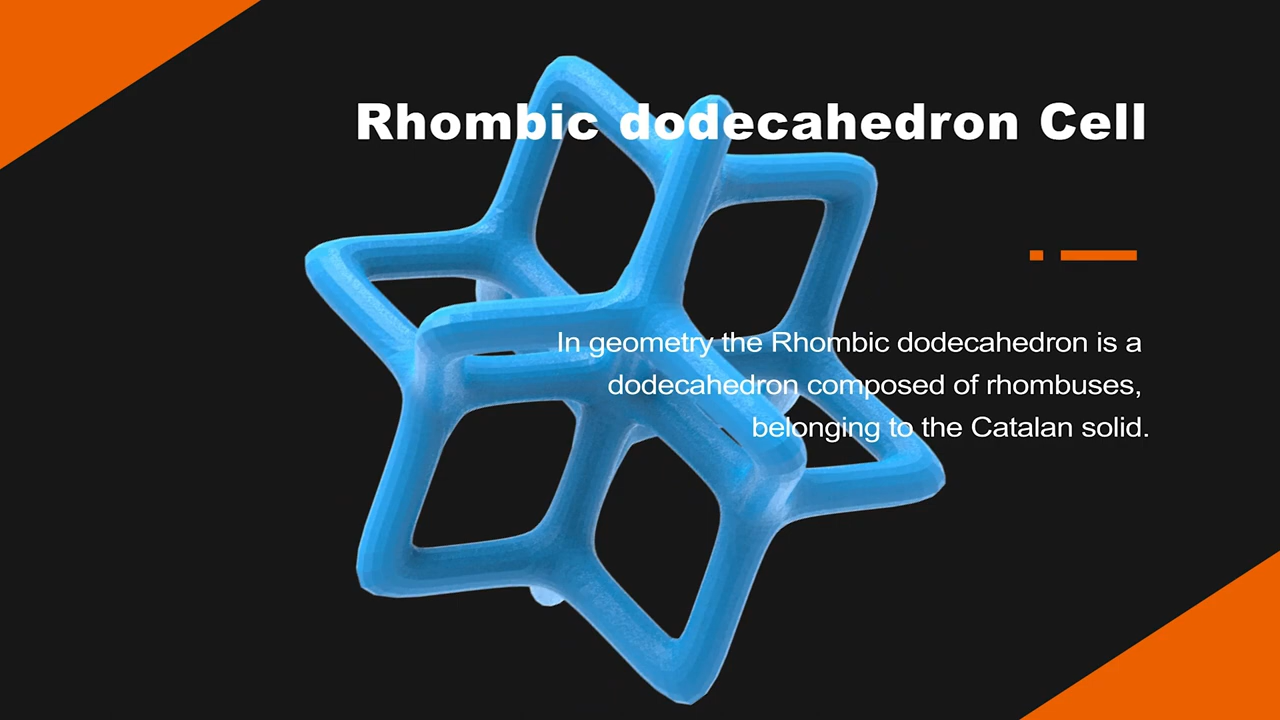 Rhombic dodecahedron Cell
In geometry the Rhombic dodecahedron is a
dodecahedron composed of rhombuses,
belonging to the Catalan solid.